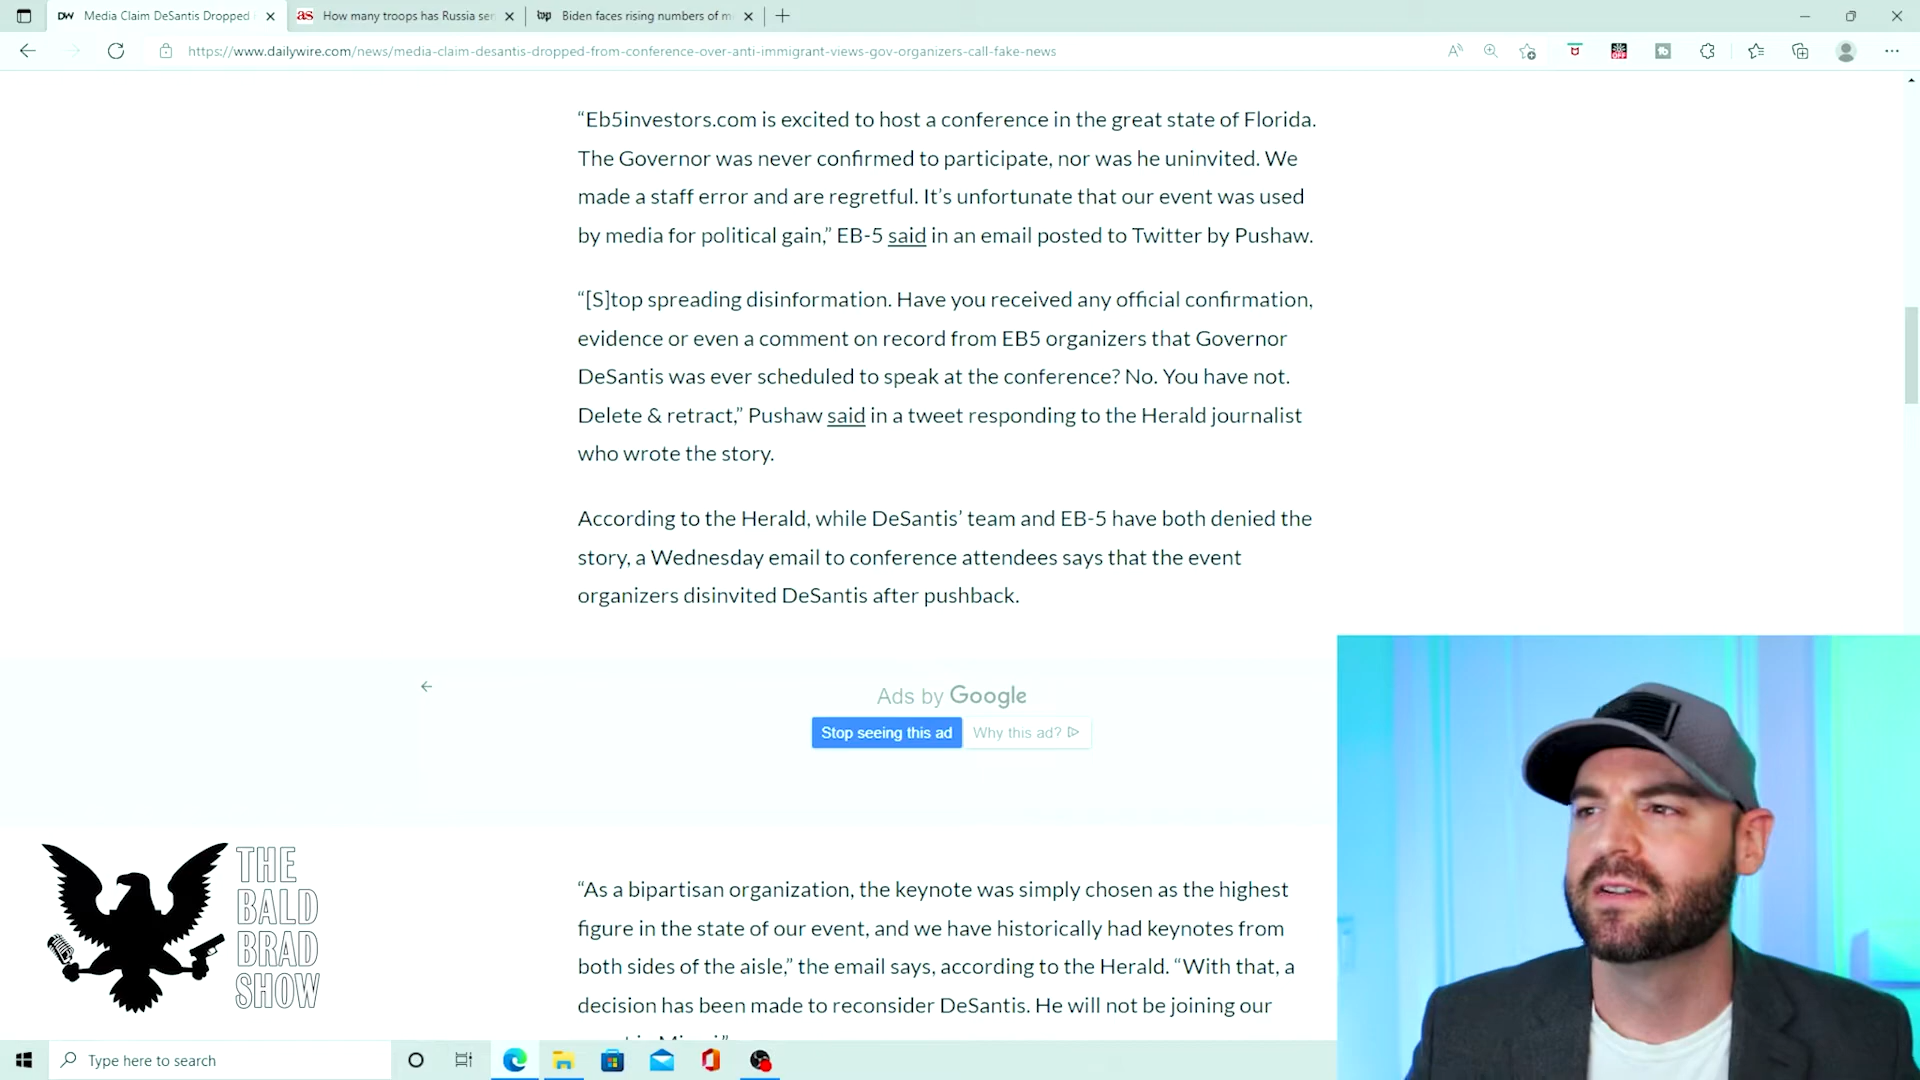 Media Claim DeSantis Dropped
How many troops has Russia sen
Biden faces rising numbers of m
https://www.dailywire.com/news/media-claim-desantis-dropped-from-conference-over-anti-immigrant-views-gov-organizers-call-fake-news
“Eb5investors.com is excited to host a conference in the great state of Florida.
The Governor was never confirmed to participate, nor was he uninvited. We
made a staff error and are regretful. It’s unfortunate that our event was used
by media for political gain,” EB-5 said in an email posted to Twitter by Pushaw.
“[S]top spreading disinformation. Have you received any official confirmation,
evidence or even a comment on record from EB5 organizers that Governor
DeSantis was ever scheduled to speak at the conference? No. You have not.
Delete & retract,” Pushaw said in a tweet responding to the Herald journalist
who wrote the story.
According to the Herald, while DeSantis’ team and EB-5 have both denied the
story, a Wednesday email to conference attendees says that the event
organizers disinvited DeSantis after pushback.
Ads by Google
Stop seeing this ad
Why this ad?
“As a bipartisan organization, the keynote was simply chosen as the highest
figure in the state of our event, and we have historically had keynotes from
both sides of the aisle,” the email says, according to the Herald. “With that, a
decision has been made to reconsider DeSantis. He will not be joining our
THE
BALD
BRAD
SHOW
Type here to search